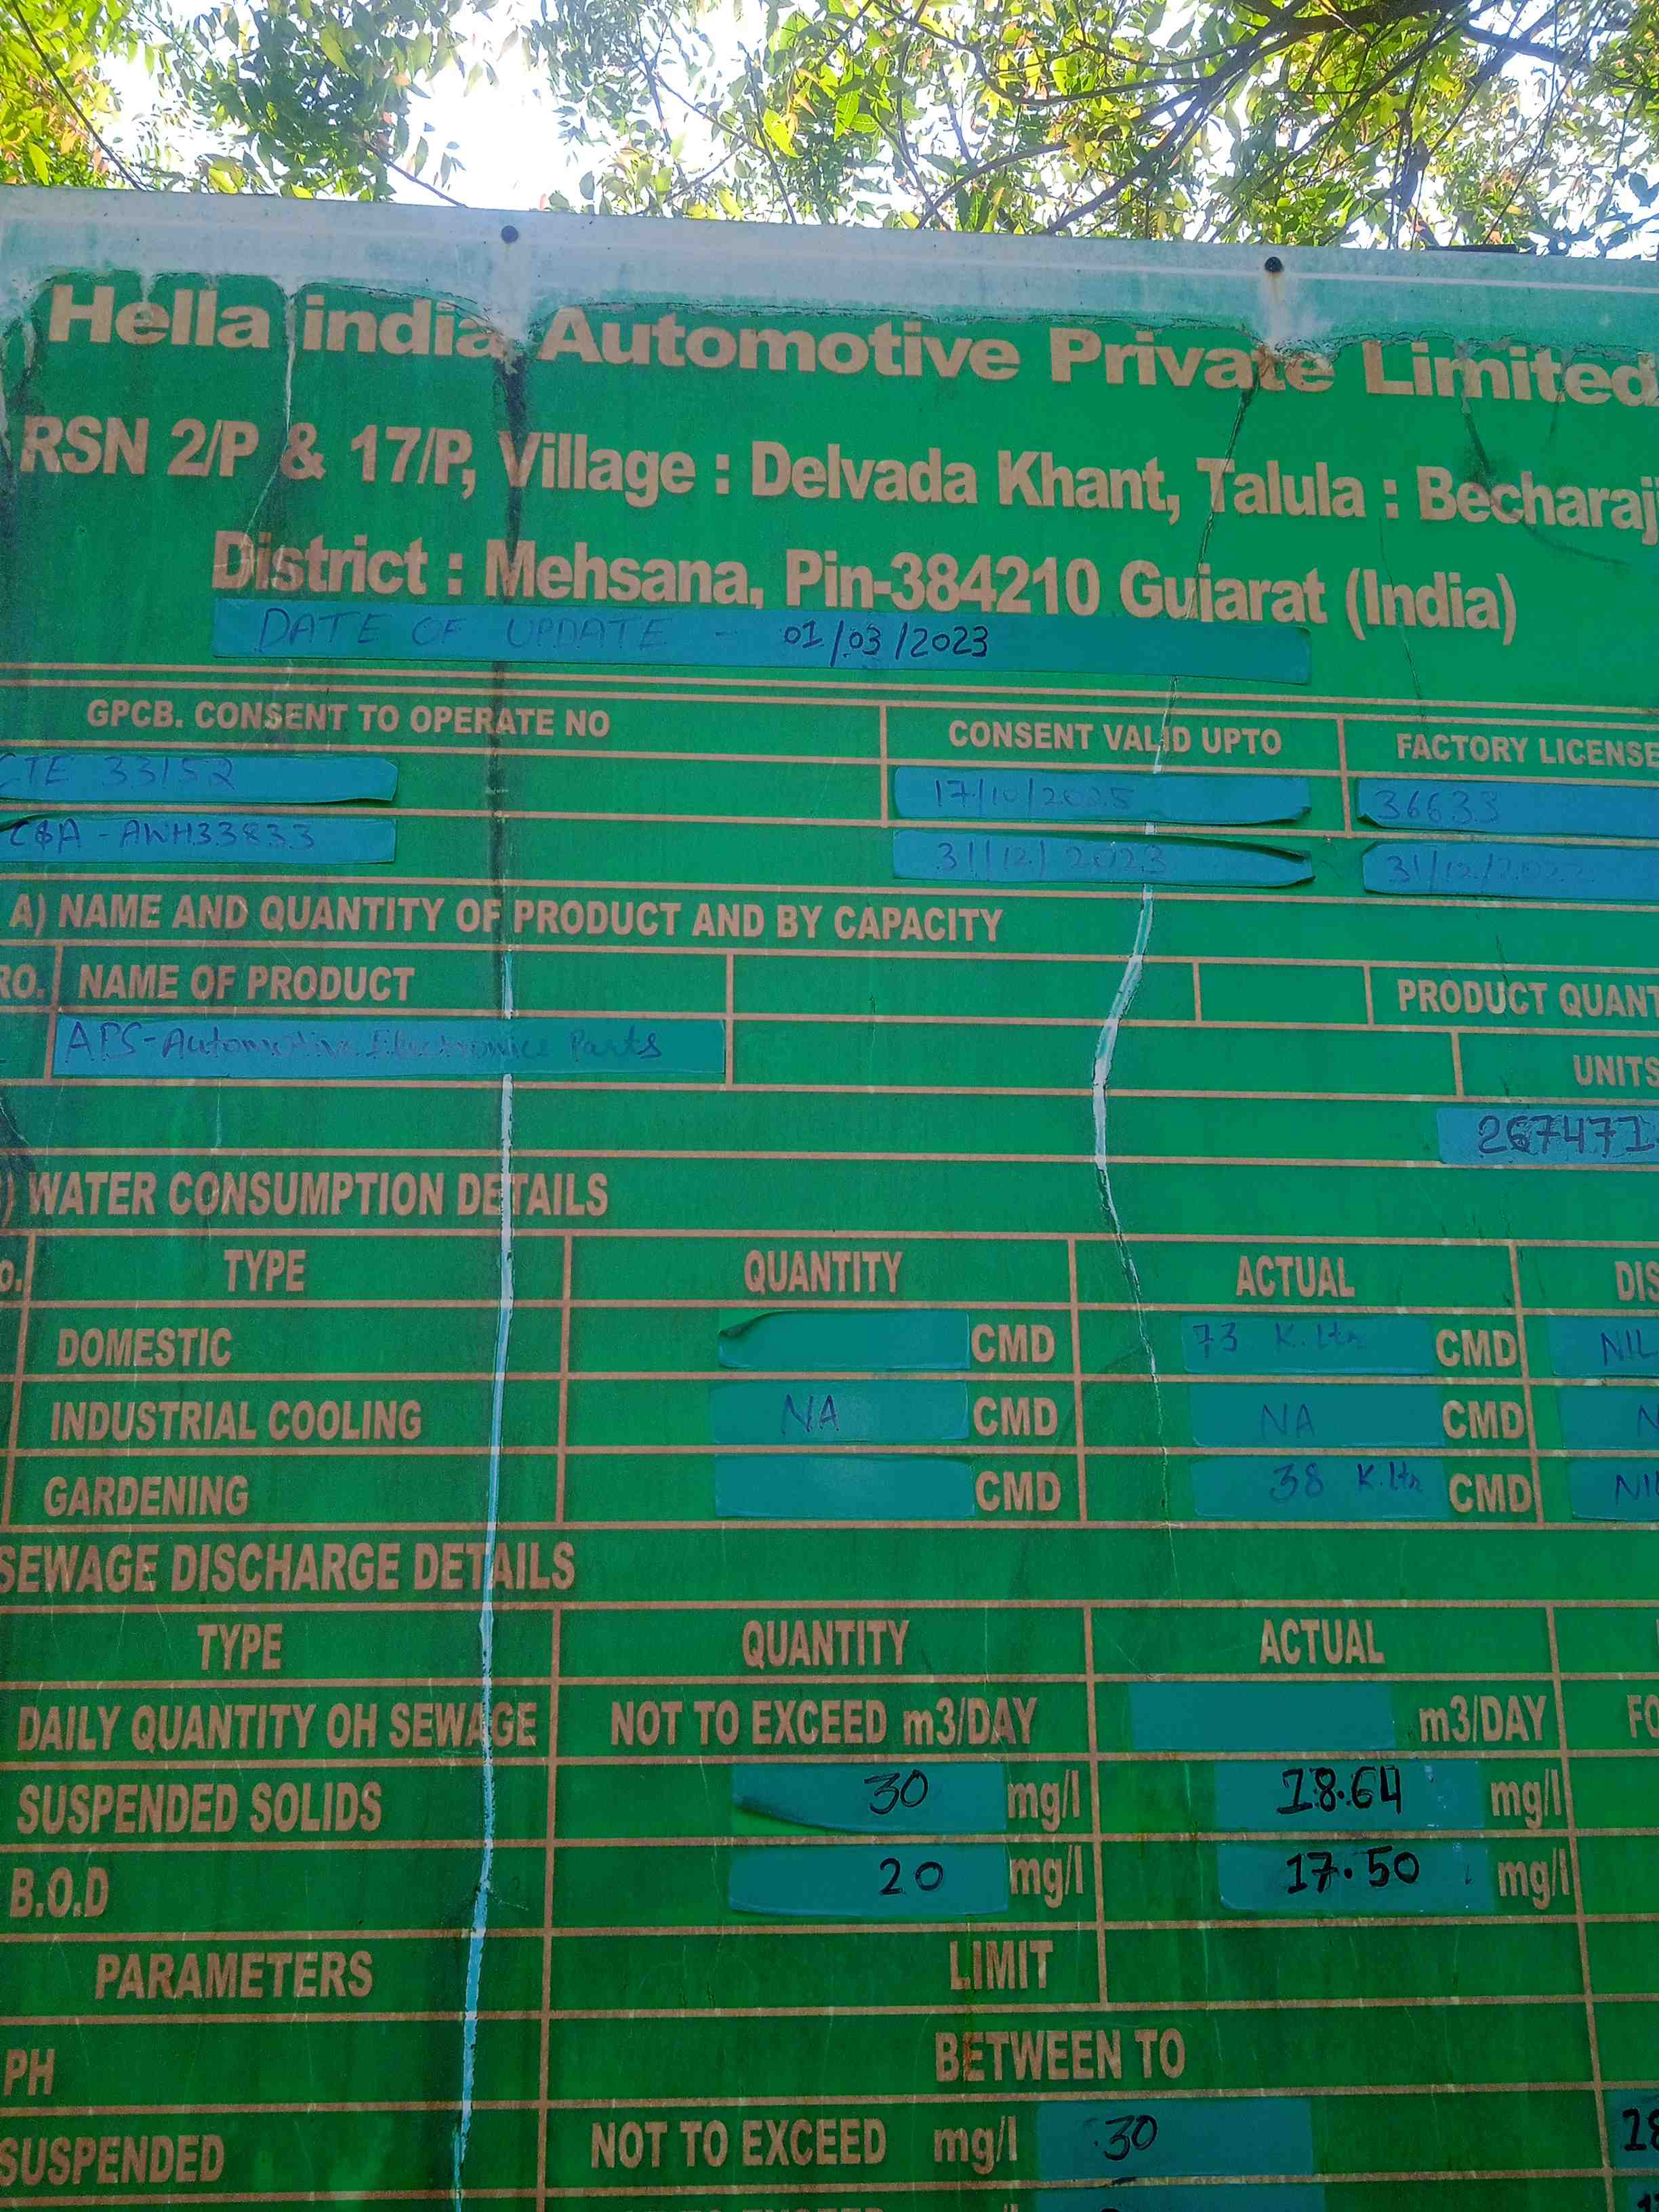 Hella india Automotive Private Limited
RSN 2/P & 17/P, Village : Delvada Khant, Talula : Becharaji
District : Mehsana, Pin-384210 Gujarat (India)
DATE OF UPDATE - 01/03/2023
GPCB. CONSENT TO OPERATE NO CONSENT VALID UPTO FACTORY LICENSE
CTE 33152 17/10/2025 36633
CCA - AWH33833 31/12/2023 31/12/2022
A) NAME AND QUANTITY OF PRODUCT AND BY CAPACITY
RO. NAME OF PRODUCT PRODUCT QUANT
APS-Automotive Electronics Parts UNITS
267471
) WATER CONSUMPTION DETAILS
O. TYPE QUANTITY ACTUAL DIS
DOMESTIC CMD 73 K.ltr CMD NIL
INDUSTRIAL COOLING NA CMD NA CMD N
GARDENING CMD 38 K.ltr CMD NIL
SEWAGE DISCHARGE DETAILS
TYPE QUANTITY ACTUAL
DAILY QUANTITY OH SEWAGE NOT TO EXCEED m3/DAY m3/DAY FO
SUSPENDED SOLIDS 30 mg/l 18.64 mg/l
B.O.D 20 mg/l 17.50 mg/l
PARAMETERS LIMIT
PH BETWEEN TO
SUSPENDED NOT TO EXCEED mg/l 30 18